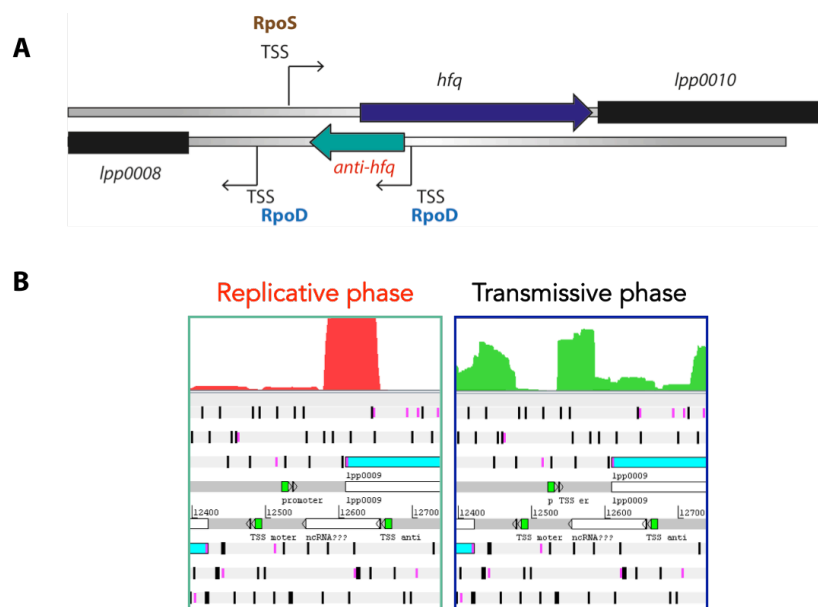 A
RpoS
TSS
hfq
lpp0010
lpp0008
anti-hfq
TSS
RpoD
TSS
RpoD
B
Replicative phase
Transmissive phase
lpp0009
promoter
lpp0009
12400
12500
12600
12700
TSS moter
ncRNA???
TSS anti
lpp0009
p TSS er
lpp0009
12400
12500
12600
12700
TSS moter
ncRNA???
TSS anti